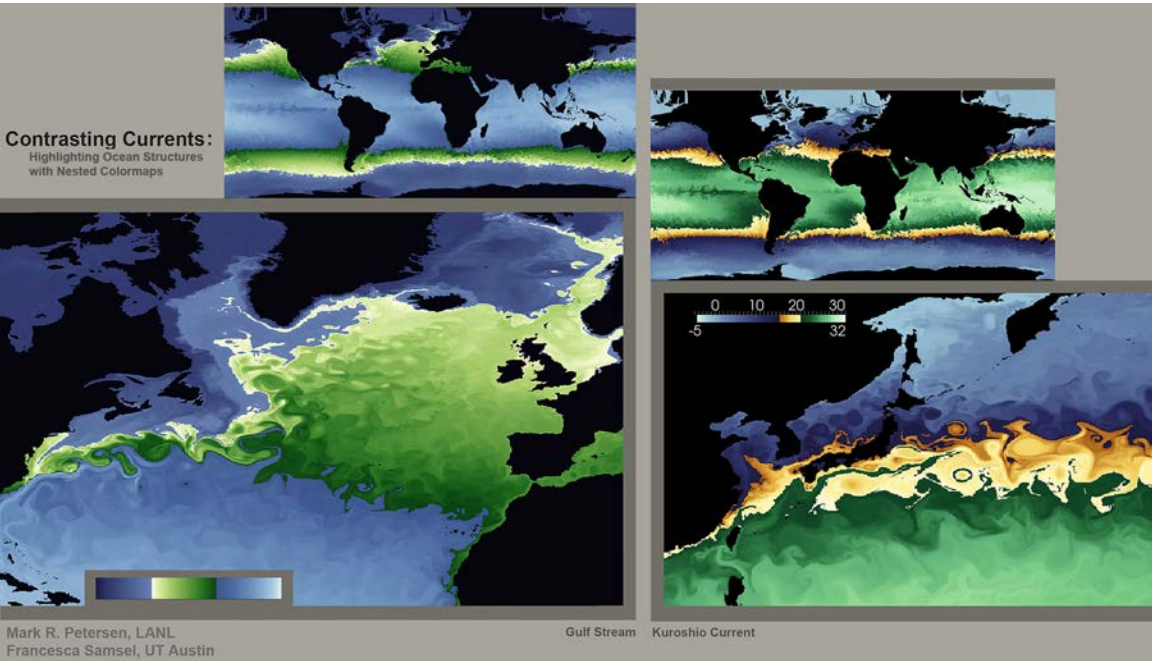 Contrasting Currents:
Highlighting Ocean Structures
with Nested Colormaps
0 10 20 30
-5 32
Gulf Stream
Kuroshio Current
Mark R. Petersen, LANL
Francesca Samsel, UT Austin